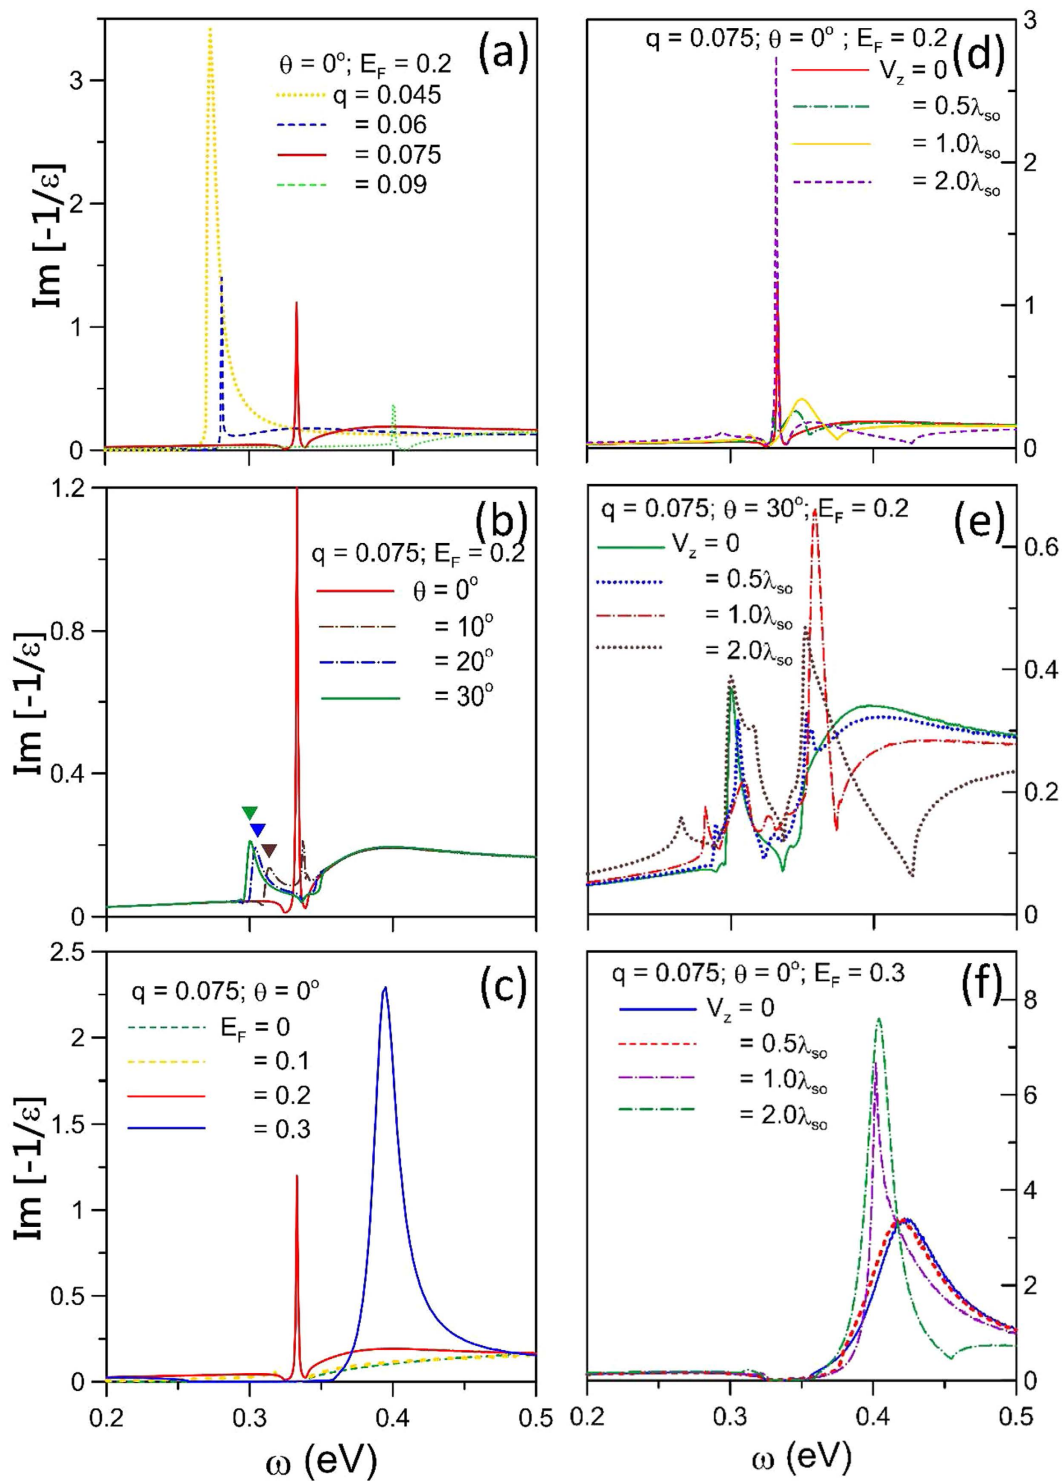 (a)
θ = 0°; E_F = 0.2
q = 0.045
= 0.06
= 0.075
= 0.09
3
2
1
0
Im [-1/ε]
(d)
q = 0.075; θ = 0° ; E_F = 0.2
V_z = 0
= 0.5λ_so
= 1.0λ_so
= 2.0λ_so
3
2
1
0
(b)
q = 0.075; E_F = 0.2
θ = 0°
= 10°
= 20°
= 30°
1.2
0.8
0.4
0
Im [-1/ε]
(e)
q = 0.075; θ = 30°; E_F = 0.2
V_z = 0
= 0.5λ_so
= 1.0λ_so
= 2.0λ_so
0.6
0.4
0.2
0
(c)
q = 0.075; θ = 0°
E_F = 0
= 0.1
= 0.2
= 0.3
2.5
2
1.5
1
0.5
0
Im [-1/ε]
0.2 0.3 0.4 0.5
ω (eV)
(f)
q = 0.075; θ = 0°; E_F = 0.3
V_z = 0
= 0.5λ_so
= 1.0λ_so
= 2.0λ_so
8
6
4
2
0
0.2 0.3 0.4 0.5
ω (eV)